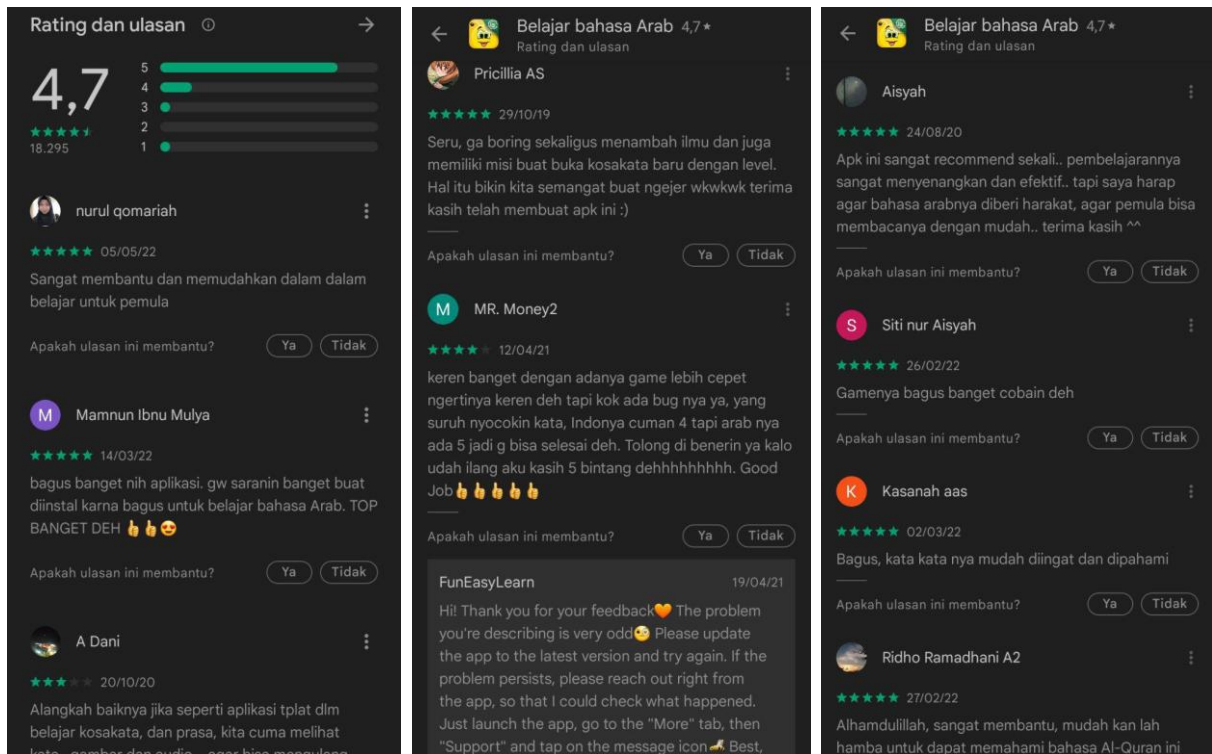 Rating dan ulasan
4,7
5
4
3
2
1
18.295
nurul qomariah
05/05/22
Sangat membantu dan memudahkan dalam dalam
belajar untuk pemula
Apakah ulasan ini membantu? Ya Tidak
M Mamnun Ibnu Mulya
14/03/22
bagus banget nih aplikasi. gw saranin banget buat
diinstal karna bagus untuk belajar bahasa Arab. TOP
BANGET DEH 👍👍😍
Apakah ulasan ini membantu? Ya Tidak
A Dani
20/10/20
Alangkah baiknya jika seperti aplikasi tplat dlm
belajar kosakata, dan prasa, kita cuma melihat
Belajar bahasa Arab 4,7★
Rating dan ulasan
Pricillia AS
29/10/19
Seru, ga boring sekaligus menambah ilmu dan juga
memiliki misi buat buka kosakata baru dengan level.
Hal itu bikin kita semangat buat ngejer wkwkwk terima
kasih telah membuat apk ini :)
Apakah ulasan ini membantu? Ya Tidak
M MR. Money2
12/04/21
keren banget dengan adanya game lebih cepet
ngertinya keren deh tapi kok ada bug nya ya, yang
suruh nyocokin kata, Indonya cuman 4 tapi arab nya
ada 5 jadi g bisa selesai deh. Tolong di benerin ya kalo
udah ilang aku kasih 5 bintang dehhhhhhhhh. Good
Job👍👍👍👍👍
Apakah ulasan ini membantu? Ya Tidak
FunEasyLearn 19/04/21
Hi! Thank you for your feedback🧡 The problem
you're describing is very odd🧐 Please update
the app to the latest version and try again. If the
problem persists, please reach out right from
the app, so that I could check what happened.
Just launch the app, go to the "More" tab, then
"Support" and tap on the message icon Best,
Belajar bahasa Arab 4,7★
Rating dan ulasan
Aisyah
24/08/20
Apk ini sangat recommend sekali.. pembelajarannya
sangat menyenangkan dan efektif.. tapi saya harap
agar bahasa arabnya diberi harakat, agar pemula bisa
membacanya dengan mudah.. terima kasih ^^
Apakah ulasan ini membantu? Ya Tidak
S Siti nur Aisyah
26/02/22
Gamenya bagus banget cobain deh
Apakah ulasan ini membantu? Ya Tidak
K Kasanah aas
02/03/22
Bagus, kata kata nya mudah diingat dan dipahami
Apakah ulasan ini membantu? Ya Tidak
Ridho Ramadhani A2
27/02/22
Alhamdulillah, sangat membantu, mudah kan lah
hamba untuk dapat memahami bahasa Al-Quran ini